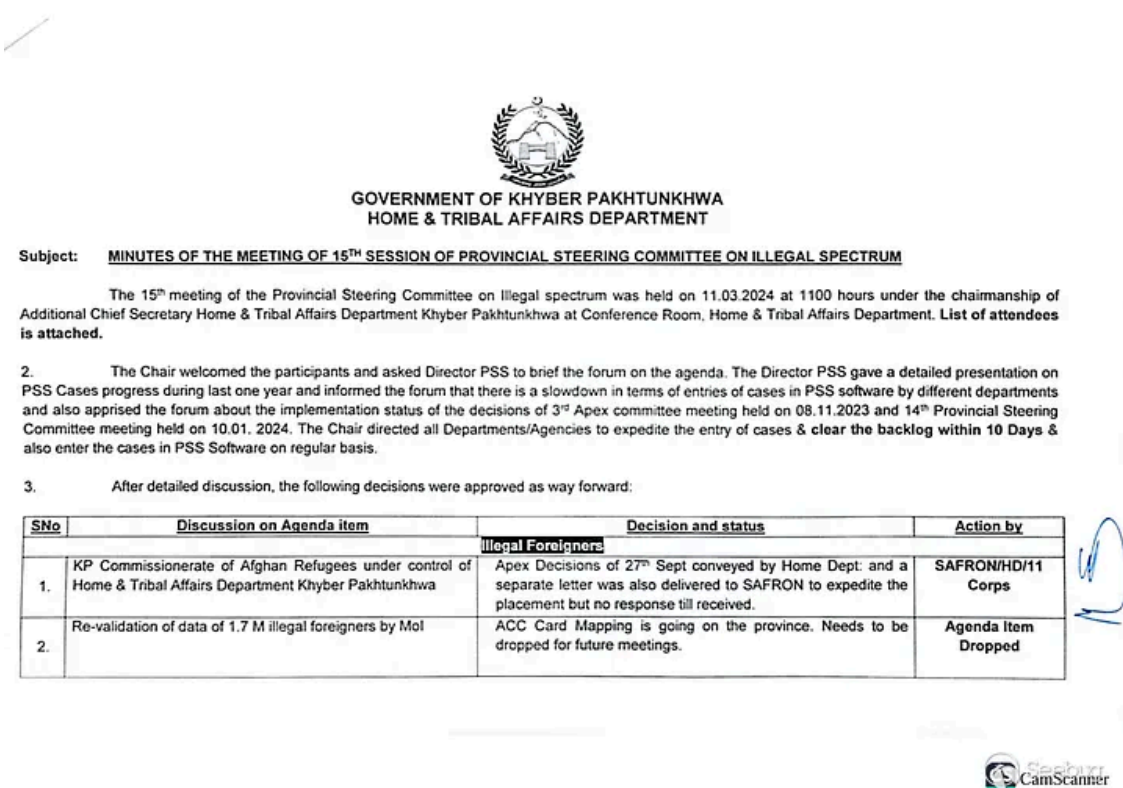 GOVERNMENT OF KHYBER PAKHTUNKHWA
HOME & TRIBAL AFFAIRS DEPARTMENT
Subject: MINUTES OF THE MEETING OF 15TH SESSION OF PROVINCIAL STEERING COMMITTEE ON ILLEGAL SPECTRUM
The 15th meeting of the Provincial Steering Committee on Illegal spectrum was held on 11.03.2024 at 1100 hours under the chairmanship of
Additional Chief Secretary Home & Tribal Affairs Department Khyber Pakhtunkhwa at Conference Room, Home & Tribal Affairs Department. List of attendees
is attached.
2. The Chair welcomed the participants and asked Director PSS to brief the forum on the agenda. The Director PSS gave a detailed presentation on
PSS Cases progress during last one year and informed the forum that there is a slowdown in terms of entries of cases in PSS software by different departments
and also apprised the forum about the implementation status of the decisions of 3rd Apex committee meeting held on 08.11.2023 and 14th Provincial Steering
Committee meeting held on 10.01. 2024. The Chair directed all Departments/Agencies to expedite the entry of cases & clear the backlog within 10 Days &
also enter the cases in PSS Software on regular basis.
3. After detailed discussion, the following decisions were approved as way forward:
SNo Discussion on Agenda item Decision and status Action by
Illegal Foreigners
1. KP Commissionerate of Afghan Refugees under control of
Home & Tribal Affairs Department Khyber Pakhtunkhwa
Apex Decisions of 27th Sept conveyed by Home Dept: and a
separate letter was also delivered to SAFRON to expedite the
placement but no response till received.
SAFRON/HD/11
Corps
2. Re-validation of data of 1.7 M illegal foreigners by MoI
ACC Card Mapping is going on the province. Needs to be
dropped for future meetings.
Agenda Item
Dropped
CamScanner